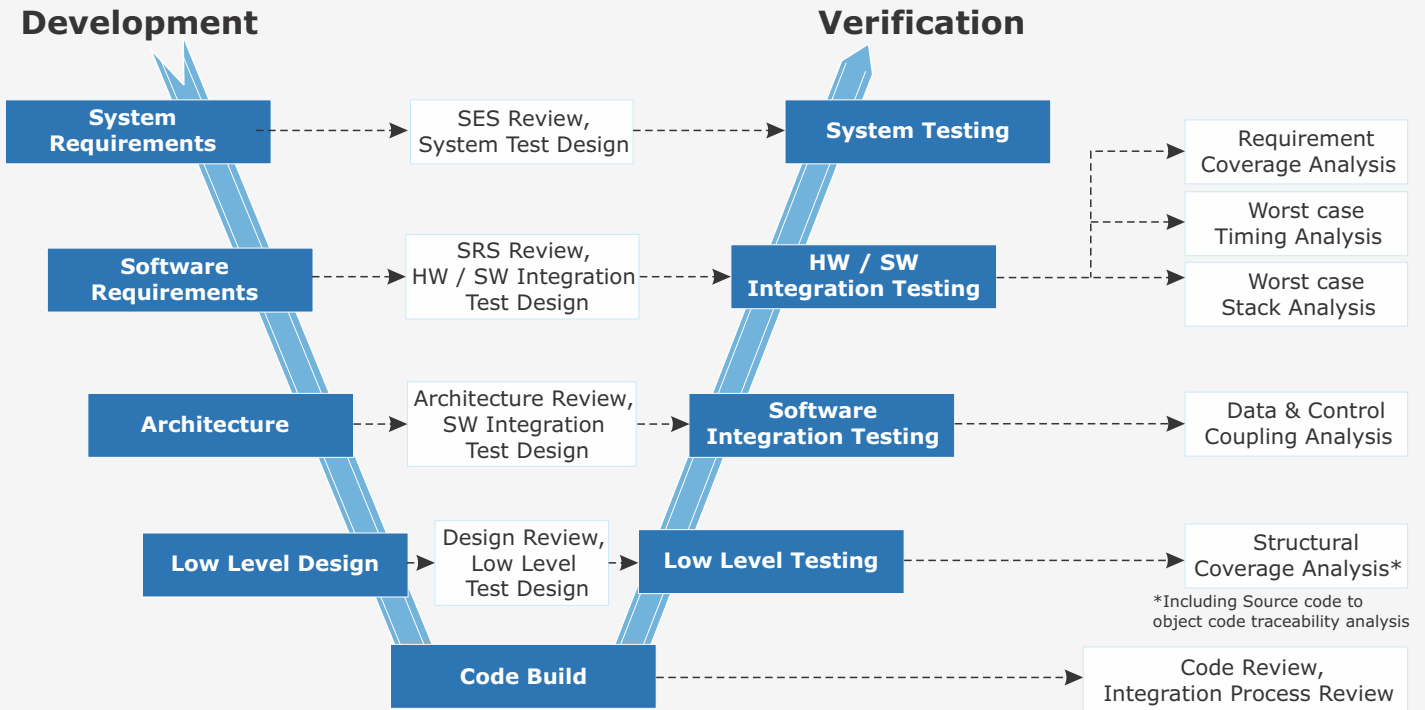 Development
Verification
System
Requirements
SES Review,
System Test Design
System Testing
Requirement
Coverage Analysis
Worst case
Timing Analysis
Software
Requirements
SRS Review,
HW / SW Integration
Test Design
HW / SW
Integration Testing
Worst case
Stack Analysis
Architecture
Architecture Review,
SW Integration
Test Design
Software
Integration Testing
Data & Control
Coupling Analysis
Low Level Design
Design Review,
Low Level
Test Design
Low Level Testing
Structural
Coverage Analysis*
*Including Source code to
object code traceability analysis
Code Build
Code Review,
Integration Process Review